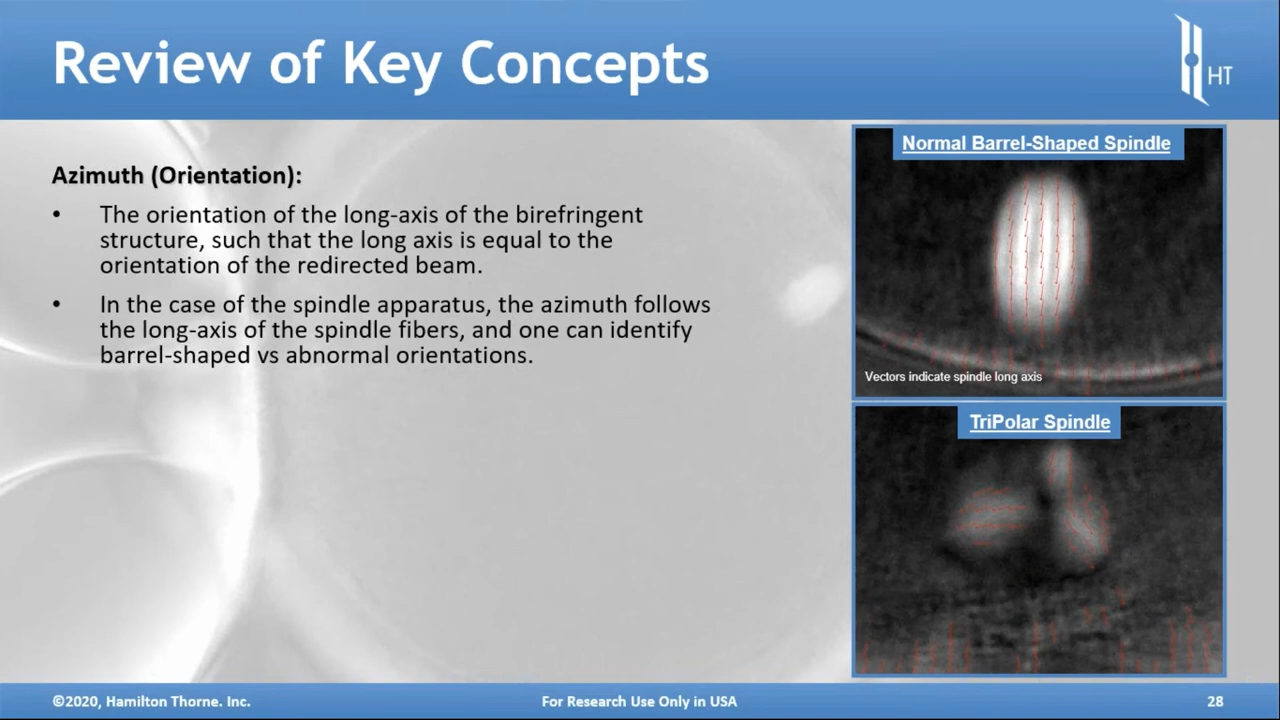 Review of Key Concepts
HT
Azimuth (Orientation):
• The orientation of the long-axis of the birefringent
structure, such that the long axis is equal to the
orientation of the redirected beam.
• In the case of the spindle apparatus, the azimuth follows
the long-axis of the spindle fibers, and one can identify
barrel-shaped vs abnormal orientations.
Normal Barrel-Shaped Spindle
Vectors indicate spindle long axis
TriPolar Spindle
©2020, Hamilton Thorne. Inc.
For Research Use Only in USA
28